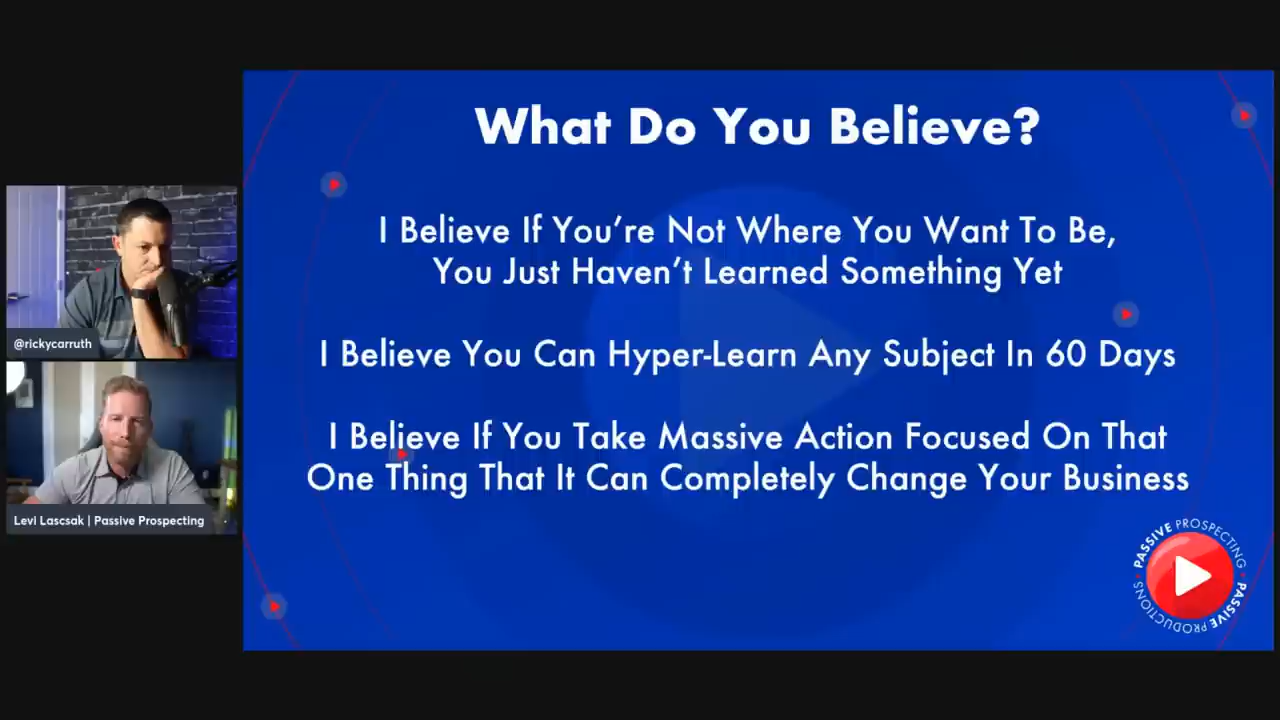 What Do You Believe?
I Believe If You're Not Where You Want To Be,
You Just Haven't Learned Something Yet
I Believe You Can Hyper-Learn Any Subject In 60 Days
I Believe If You Take Massive Action Focused On That
One Thing That It Can Completely Change Your Business
@rickycarruth
Levi Lascsak | Passive Prospecting
PASSIVE PROSPECTING
PASSIVE PRODUCTIONS